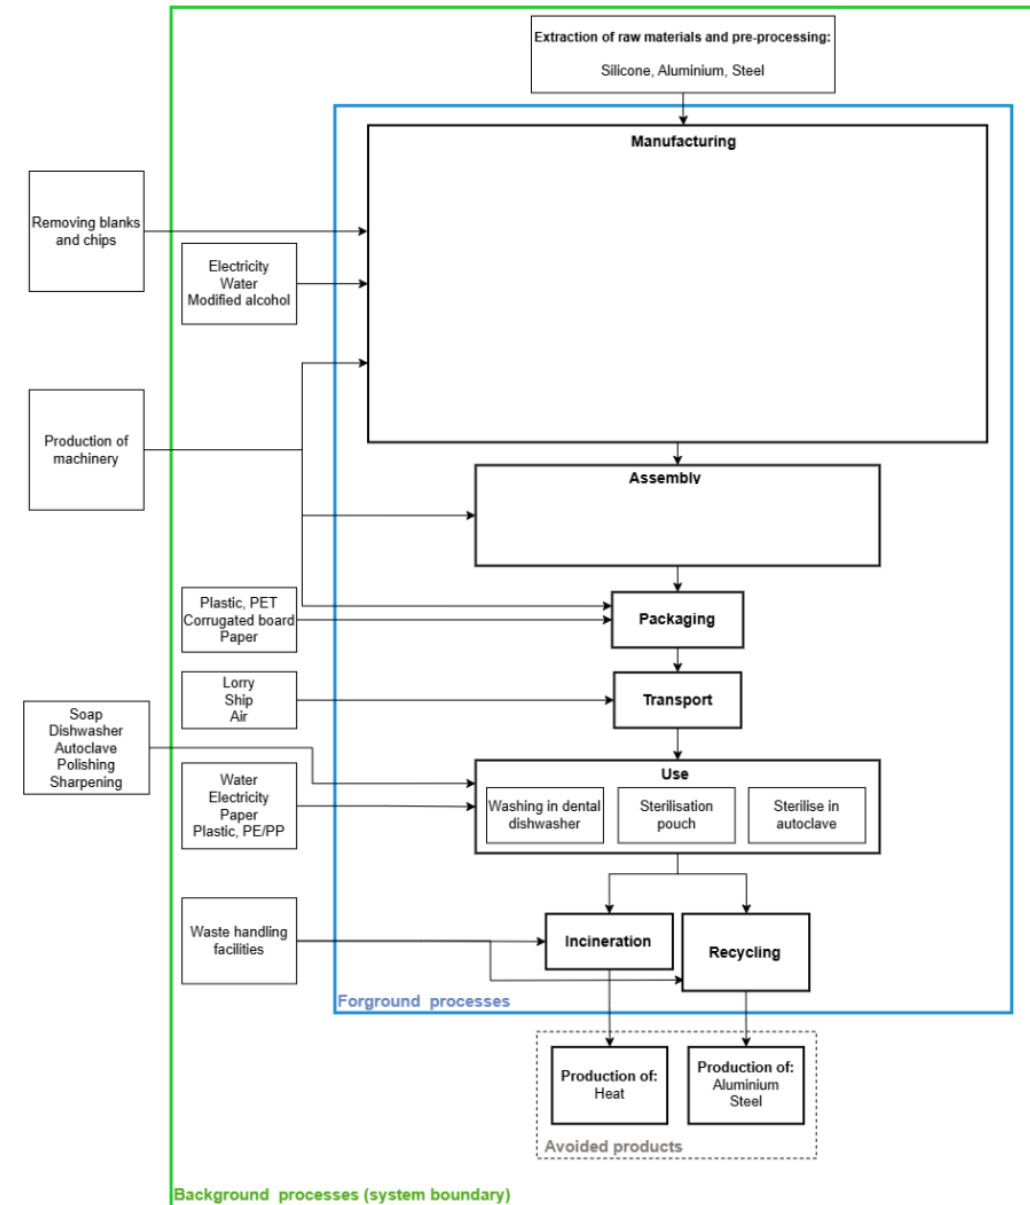 Extraction of raw materials and pre-processing:
Silicone, Aluminium, Steel
Manufacturing
Removing blanks
and chips
Electricity
Water
Modified alcohol
Production of
machinery
Assembly
Plastic, PET
Corrugated board
Paper
Packaging
Lorry
Ship
Air
Transport
Soap
Dishwasher
Autoclave
Polishing
Sharpening
Water
Electricity
Paper
Plastic, PE/PP
Use
Washing in dental
dishwasher
Sterilisation
pouch
Sterilise in
autoclave
Waste handling
facilities
Incineration
Recycling
Forground processes
Production of:
Heat
Production of:
Aluminium
Steel
Avoided products
Background processes (system boundary)